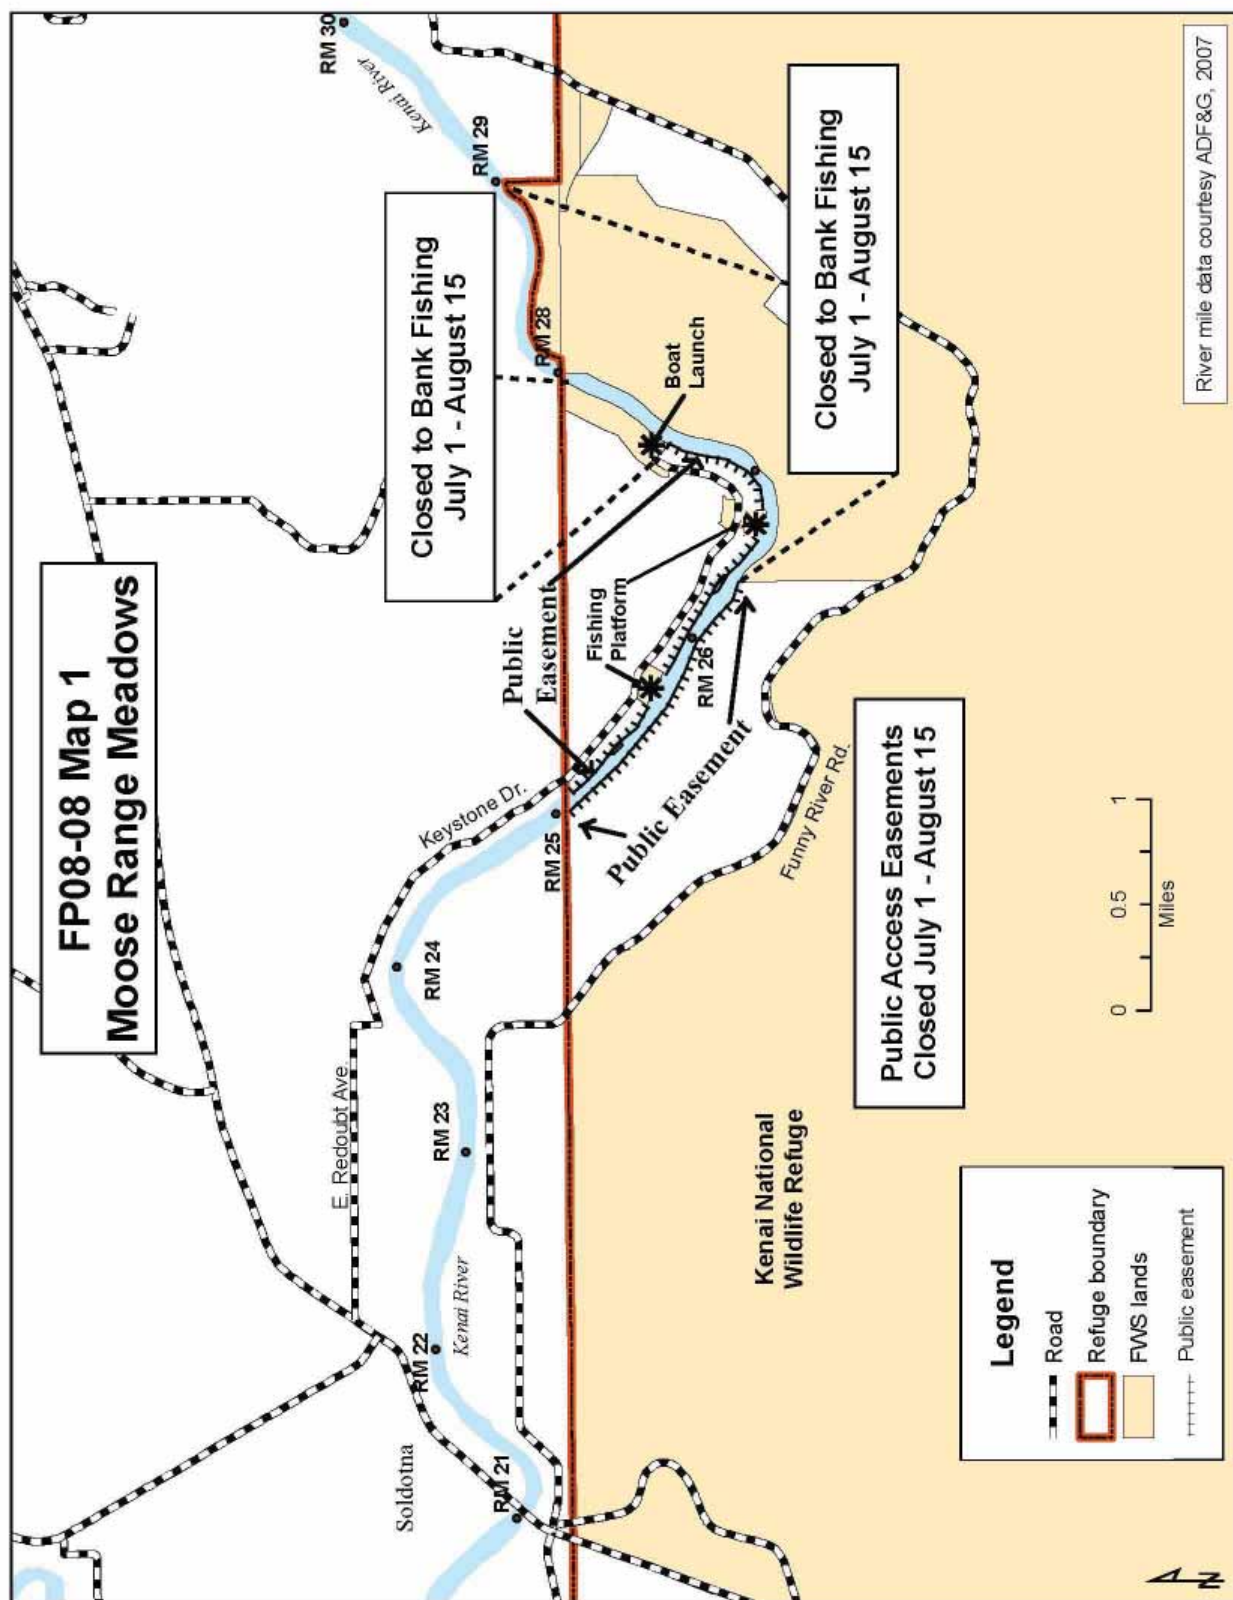 FP08-08 Map 1
Moose Range Meadows
Soldotna
RM 21
RM 22
Kenai River
RM 23
E. Redoubt Ave.
RM 24
Keystone Dr.
RM 25
Public
Easement
Fishing
Platform
RM 26
Public Easement
Funny River Rd.
Closed to Bank Fishing
July 1 - August 15
Boat
Launch
RM 28
RM 29
Kenai River
RM 30
Closed to Bank Fishing
July 1 - August 15
Public Access Easements
Closed July 1 - August 15
Kenai National
Wildlife Refuge
Legend
Road
Refuge boundary
FWS lands
Public easement
0 0.5 1
Miles
River mile data courtesy ADF&G, 2007
N